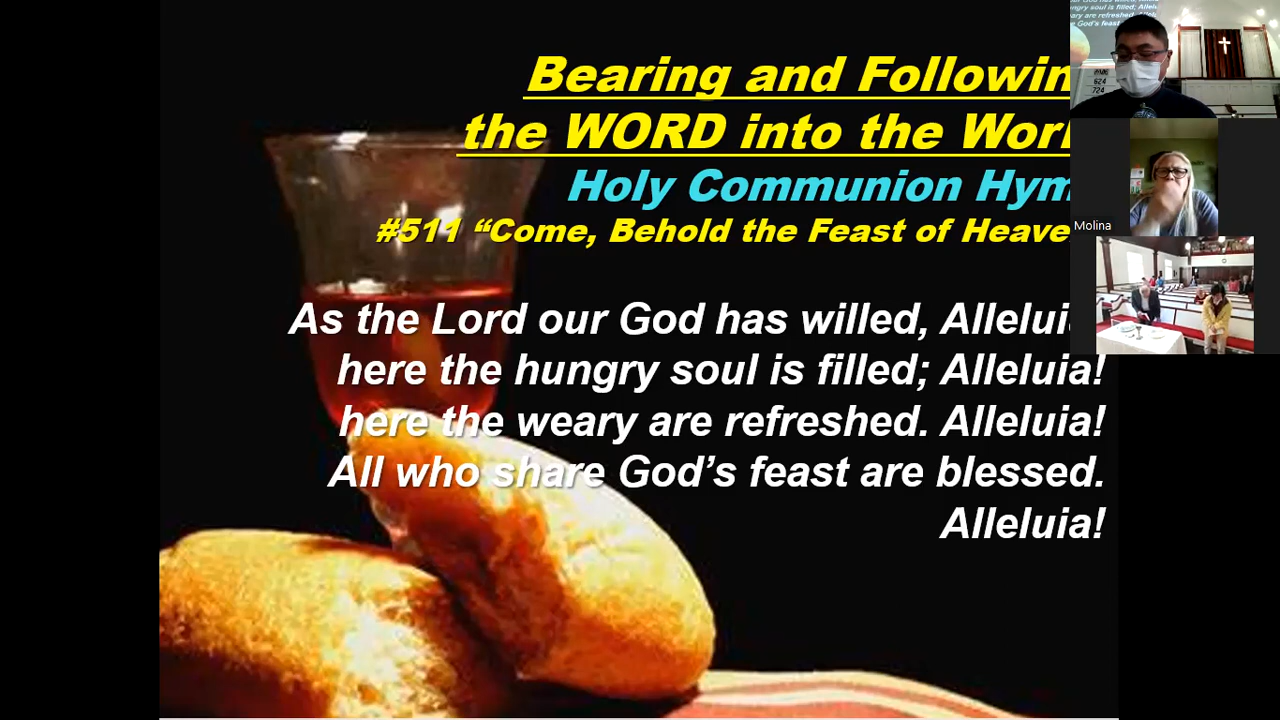 Bearing and Followin
the WORD into the Worl
Holy Communion Hym
#511 “Come, Behold the Feast of Heave
As the Lord our God has willed, Allelui
here the hungry soul is filled; Alleluia!
here the weary are refreshed. Alleluia!
All who share God’s feast are blessed.
Alleluia!
Molina
624
724